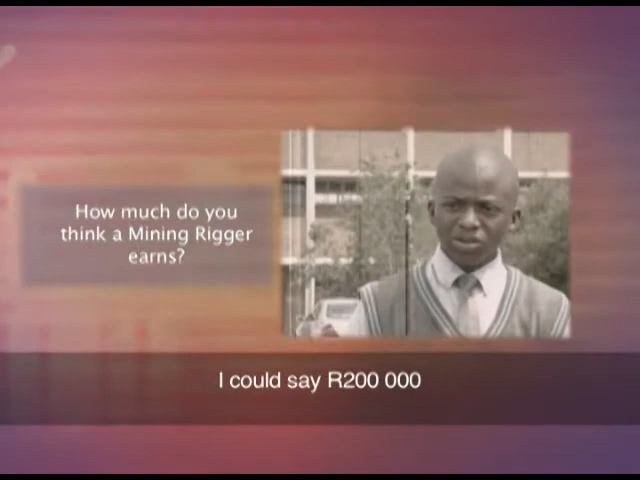 How much do you
think a Mining Rigger
earns?
I could say R200 000